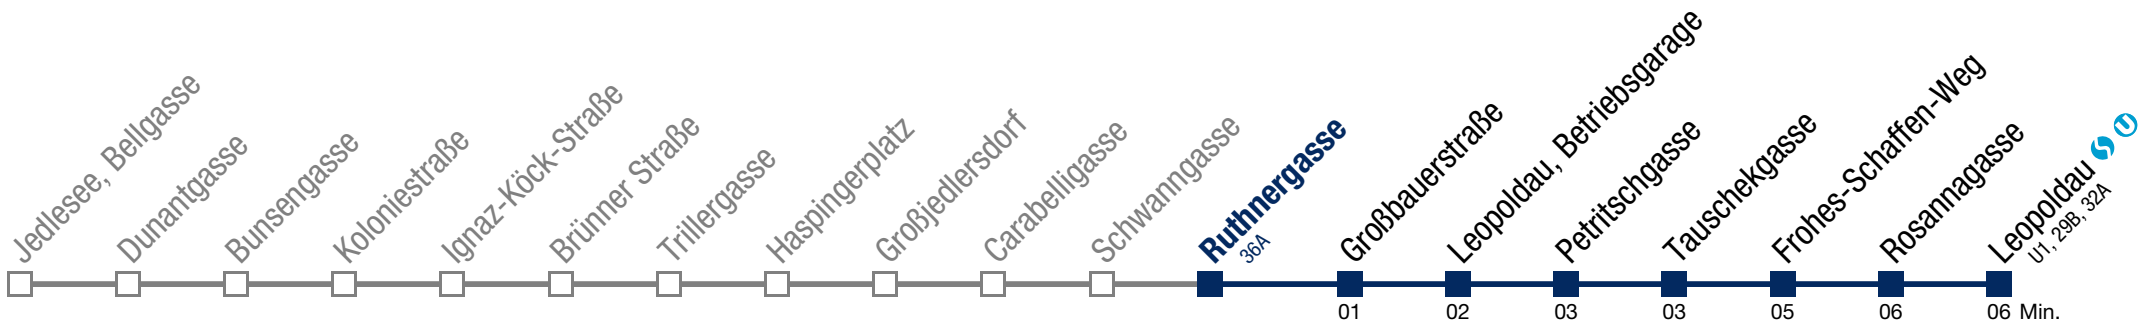 Jedlesee, Bellgasse
Dunantgasse
Bunsengasse
Koloniestraße
Ignaz-Köck-Straße
Brünner Straße
Trillergasse
Haspingerplatz
Großjedlersdorf
Carabelligasse
Schwanngasse
Ruthnergasse
36A
Großbauerstraße
Leopoldau, Betriebsgarage
Petritschgasse
Tauschekgasse
Frohes-Schaffen-Weg
Rosannagasse
Leopoldau S U
U1, 29B, 32A
01 02 03 03 05 06 06 Min.